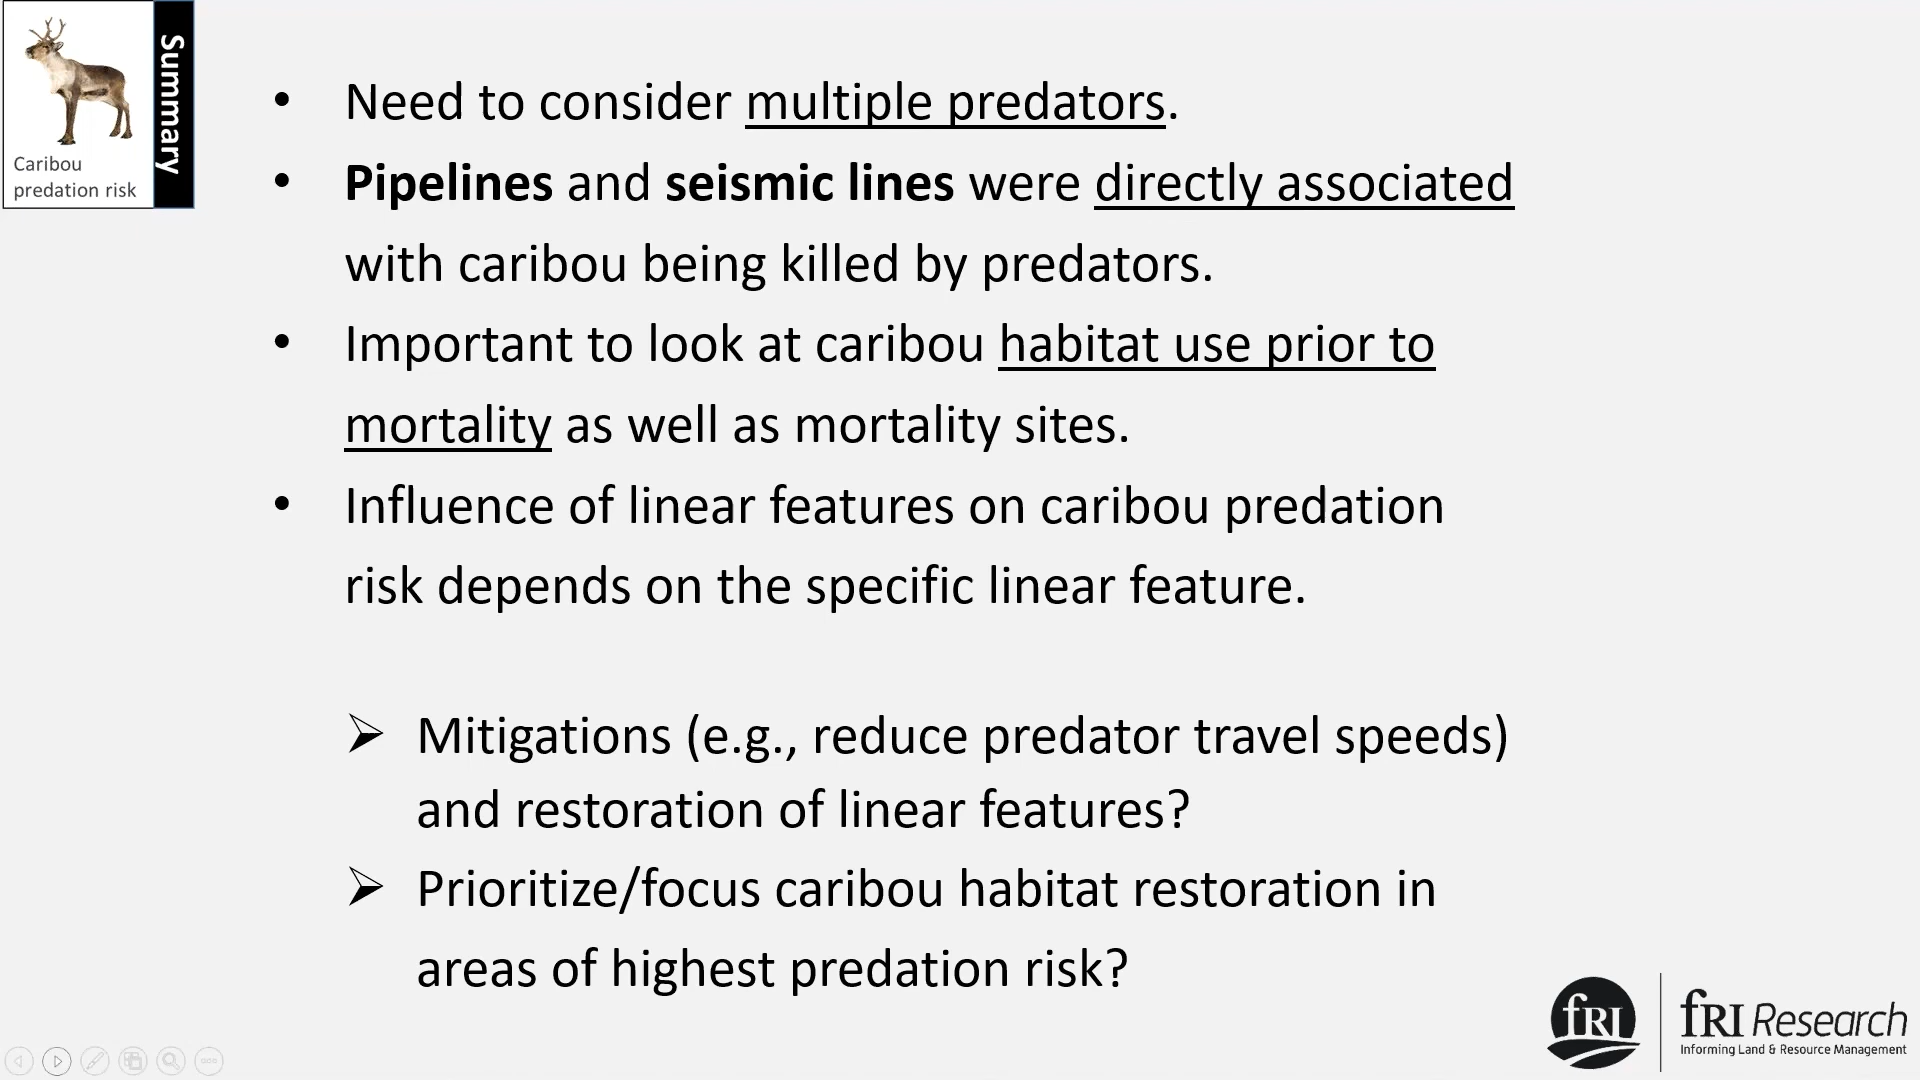 Summary
Caribou
predation risk
• Need to consider multiple predators.
• Pipelines and seismic lines were directly associated
with caribou being killed by predators.
• Important to look at caribou habitat use prior to
mortality as well as mortality sites.
• Influence of linear features on caribou predation
risk depends on the specific linear feature.
➢ Mitigations (e.g., reduce predator travel speeds)
and restoration of linear features?
➢ Prioritize/focus caribou habitat restoration in
areas of highest predation risk?
fRI
fRI Research
Informing Land & Resource Management